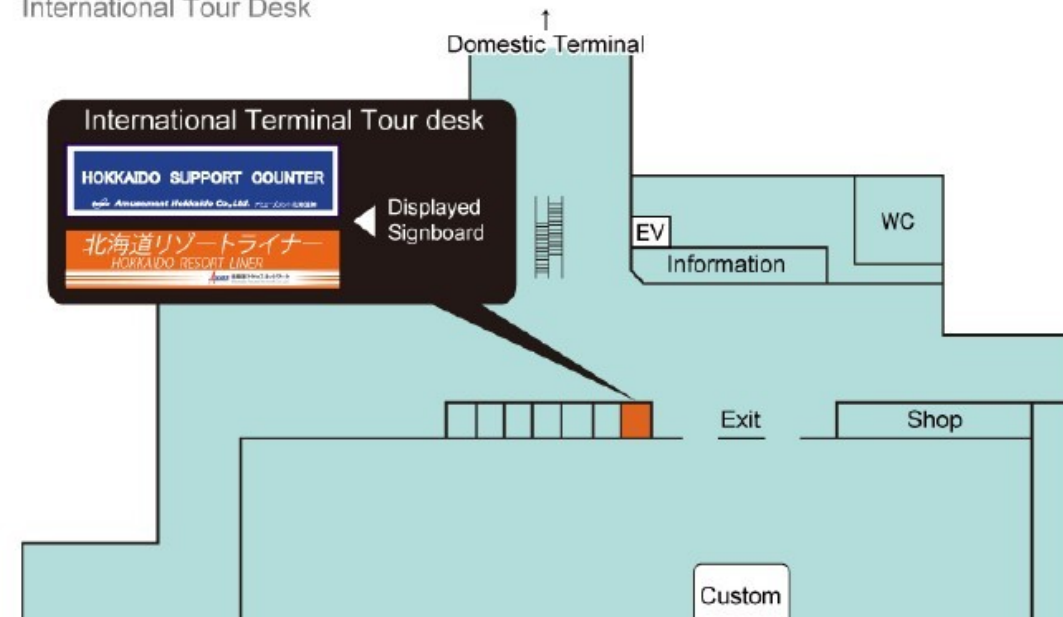 International Tour Desk
↑
Domestic Terminal
International Terminal Tour desk
HOKKAIDO SUPPORT COUNTER
Amusement Hokkaido Co., Ltd.
Displayed
Signboard
北海道リゾートライナー
HOKKAIDO RESORT LINER
EV
WC
Information
Exit
Shop
Custom